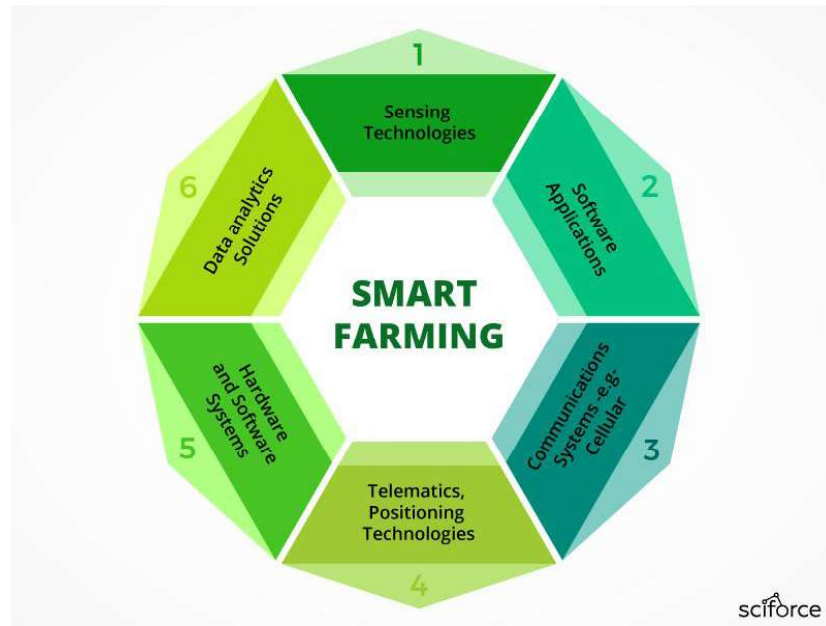 1
Sensing
Technologies
2
Software
Applications
3
Communications
Systems -e.g-
Cellular
4
Telematics,
Positioning
Technologies
5
Hardware
and Software
Systems
6
Data analytics
Solutions
SMART
FARMING
sciforce